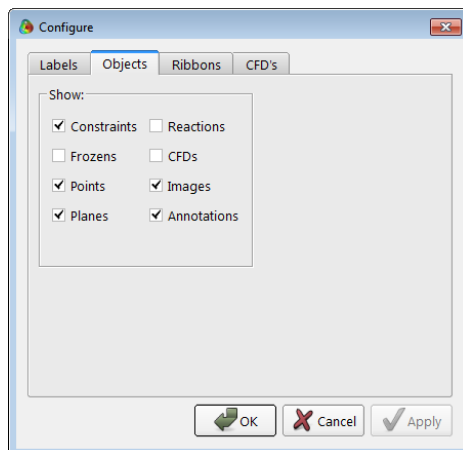 Configure
Labels Objects Ribbons CFD's
Show:
Constraints Reactions
Frozens CFDs
Points Images
Planes Annotations
OK Cancel Apply